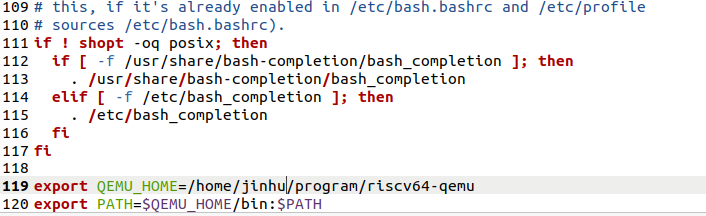 109 # this, if it's already enabled in /etc/bash.bashrc and /etc/profile
110 # sources /etc/bash.bashrc).
111 if ! shopt -oq posix; then
112   if [ -f /usr/share/bash-completion/bash_completion ]; then
113     . /usr/share/bash-completion/bash_completion
114   elif [ -f /etc/bash_completion ]; then
115     . /etc/bash_completion
116   fi
117 fi
118
119 export QEMU_HOME=/home/jinhu/program/riscv64-qemu
120 export PATH=$QEMU_HOME/bin:$PATH